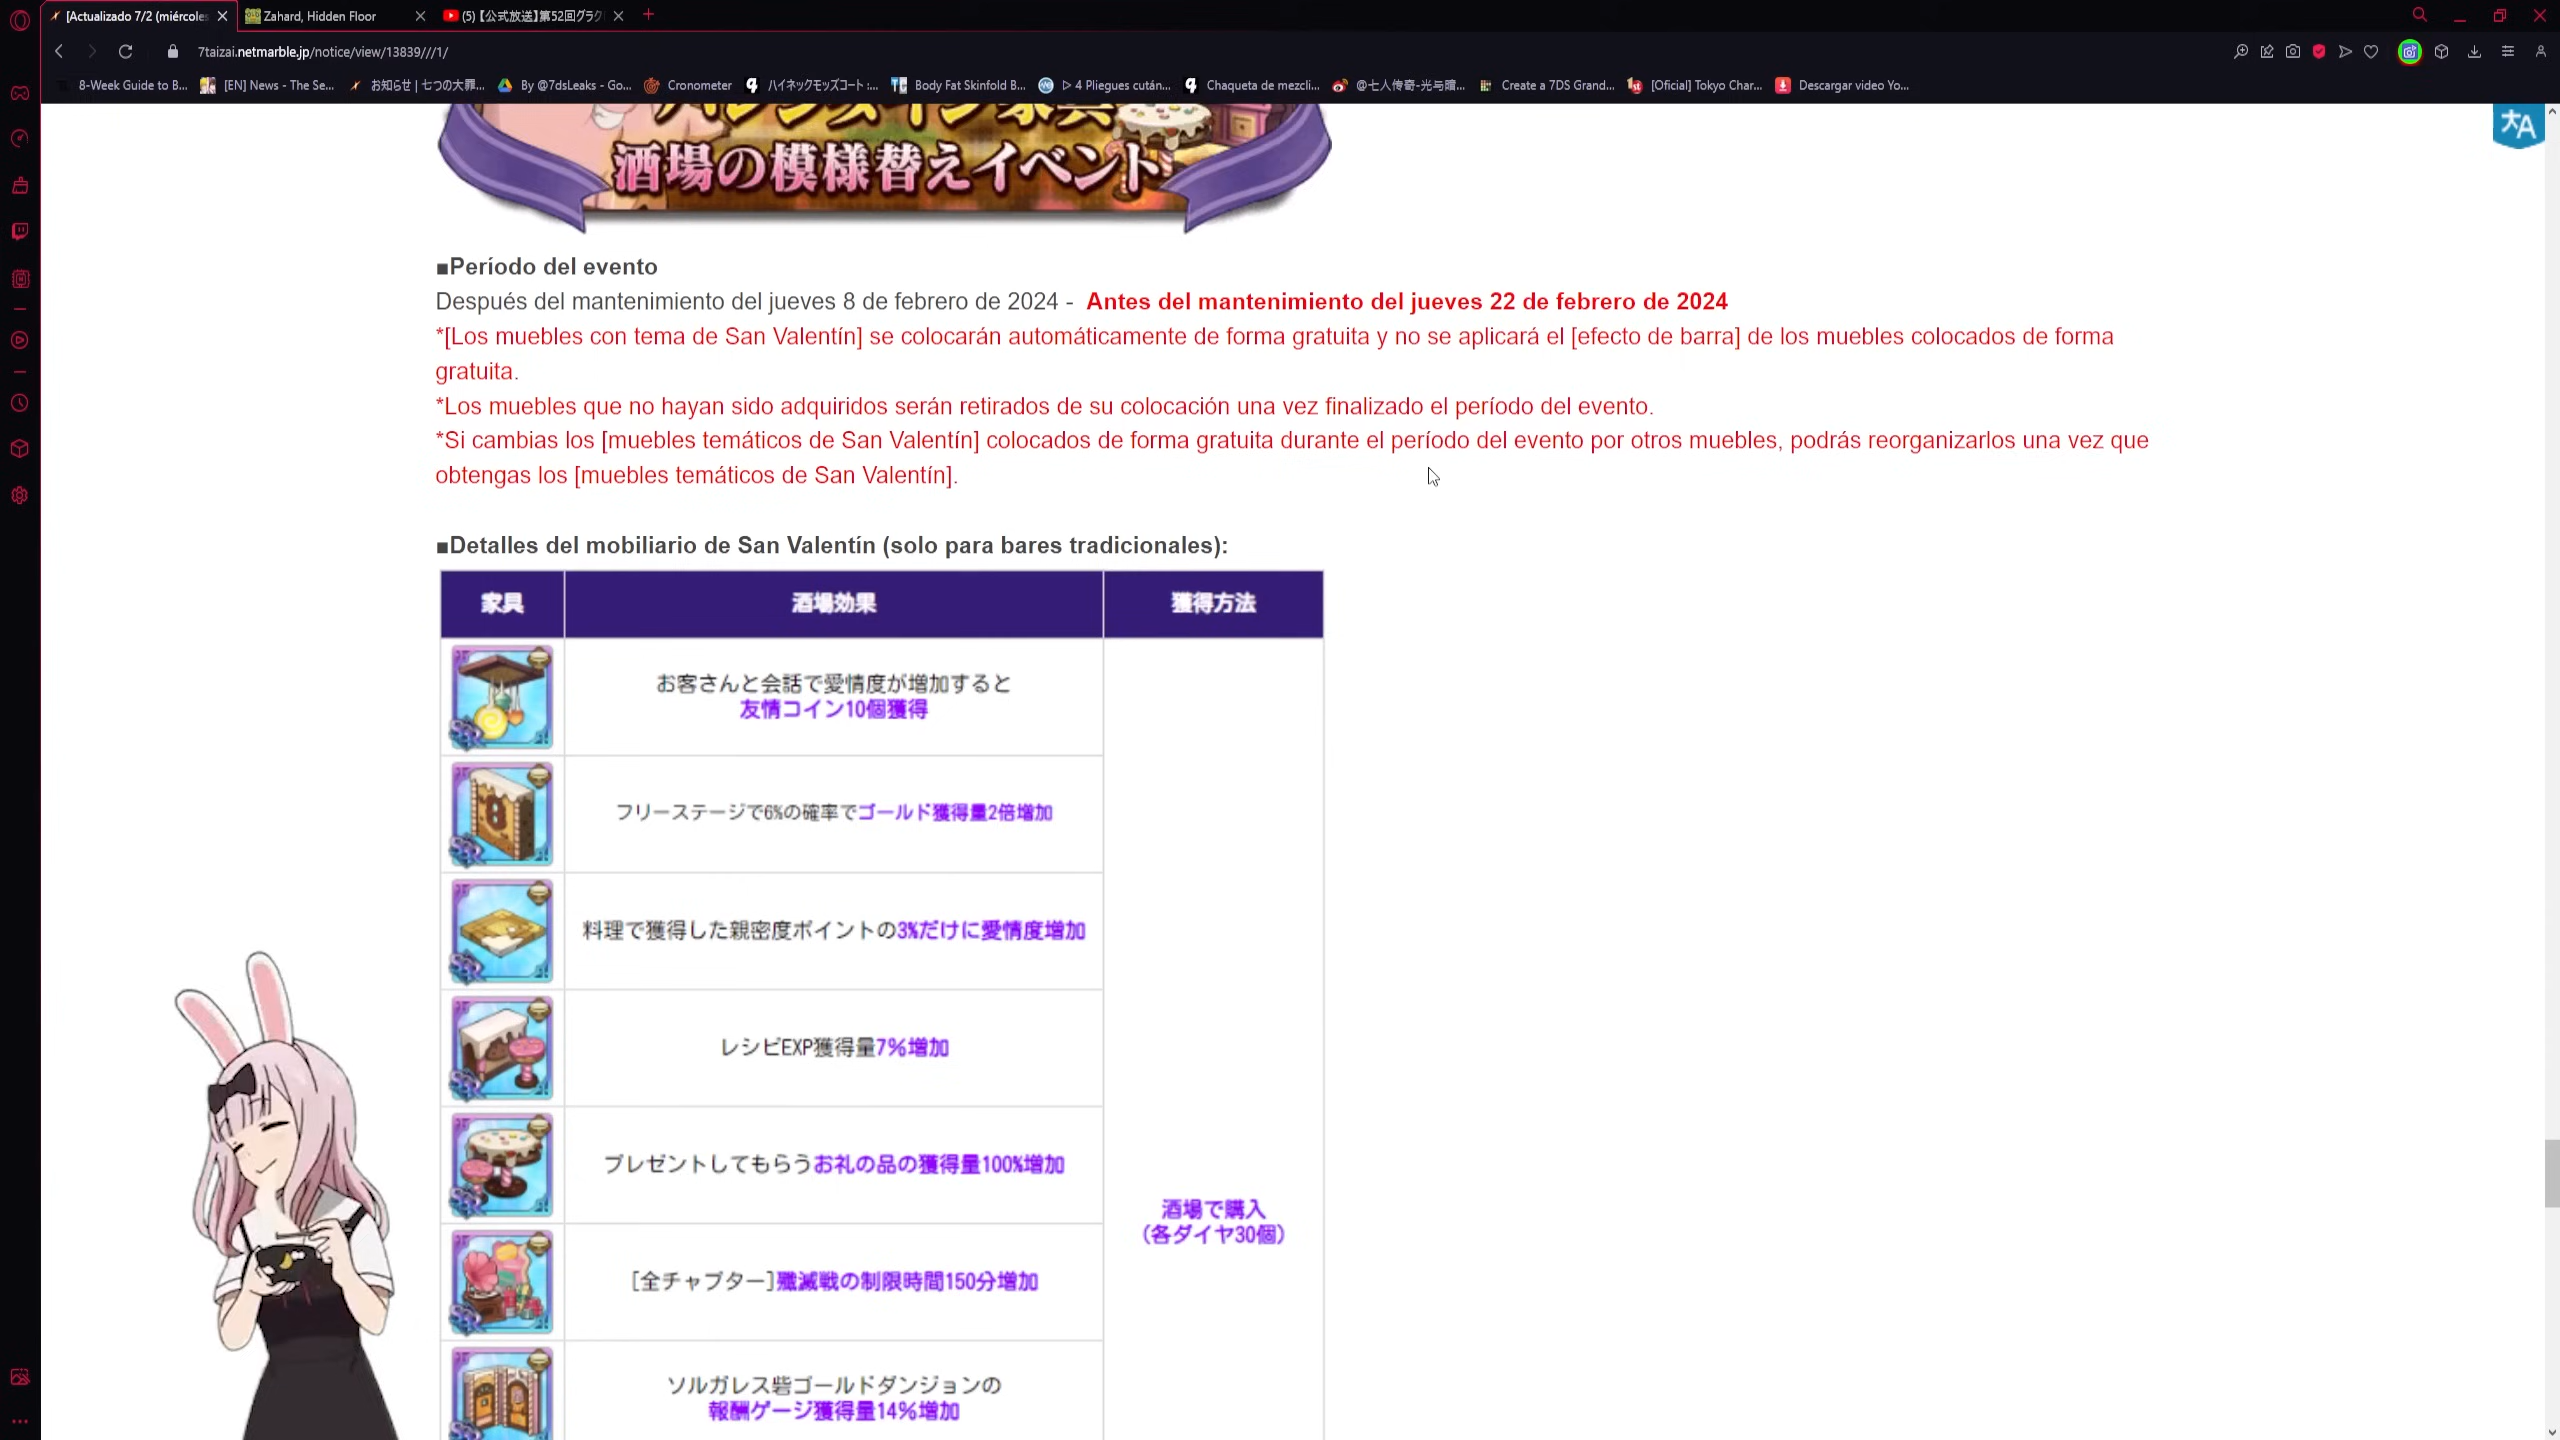 [Actualizado 7/2 (miércoles
Zahard, Hidden Floor
(5) 【公式放送】第52回グラク
7taizai.netmarble.jp/notice/view/13839///1/
8-Week Guide to B...
[EN] News - The Se...
お知らせ | 七つの大罪...
By @7dsLeaks - Go...
Cronometer
ハイネックモッズコート :...
Body Fat Skinfold B...
ᐅ 4 Pliegues cután...
Chaqueta de mezcli...
@七人传奇-光与暗...
Create a 7DS Grand...
[Oficial] Tokyo Char...
Descargar video Yo...
バレンタイン家具
酒場の模様替えイベント
■Período del evento
Después del mantenimiento del jueves 8 de febrero de 2024 - Antes del mantenimiento del jueves 22 de febrero de 2024
*[Los muebles con tema de San Valentín] se colocarán automáticamente de forma gratuita y no se aplicará el [efecto de barra] de los muebles colocados de forma
gratuita.
*Los muebles que no hayan sido adquiridos serán retirados de su colocación una vez finalizado el período del evento.
*Si cambias los [muebles temáticos de San Valentín] colocados de forma gratuita durante el período del evento por otros muebles, podrás reorganizarlos una vez que
obtengas los [muebles temáticos de San Valentín].
■Detalles del mobiliario de San Valentín (solo para bares tradicionales):
家具 酒場効果 獲得方法
お客さんと会話で愛情度が増加すると
友情コイン10個獲得
フリーステージで6%の確率でゴールド獲得量2倍増加
料理で獲得した親密度ポイントの3%だけに愛情度増加
レシピEXP獲得量7%増加
プレゼントしてもらうお礼の品の獲得量100%増加
酒場で購入
（各ダイヤ30個）
[全チャプター]殲滅戦の制限時間150分増加
ソルガレス砦ゴールドダンジョンの
報酬ゲージ獲得量14%増加